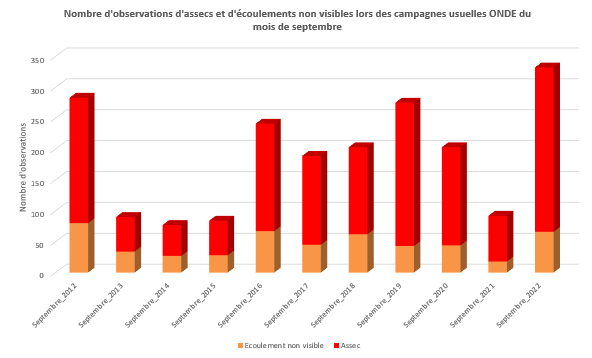 Nombre d'observations d'assecs et d'écoulements non visibles lors des campagnes usuelles ONDE du
mois de septembre
Nombre d'observations
350
300
250
200
150
100
50
0
Septembre_2012
Septembre_2013
Septembre_2014
Septembre_2015
Septembre_2016
Septembre_2017
Septembre_2018
Septembre_2019
Septembre_2020
Septembre_2021
Septembre_2022
Ecoulement non visible
Assec